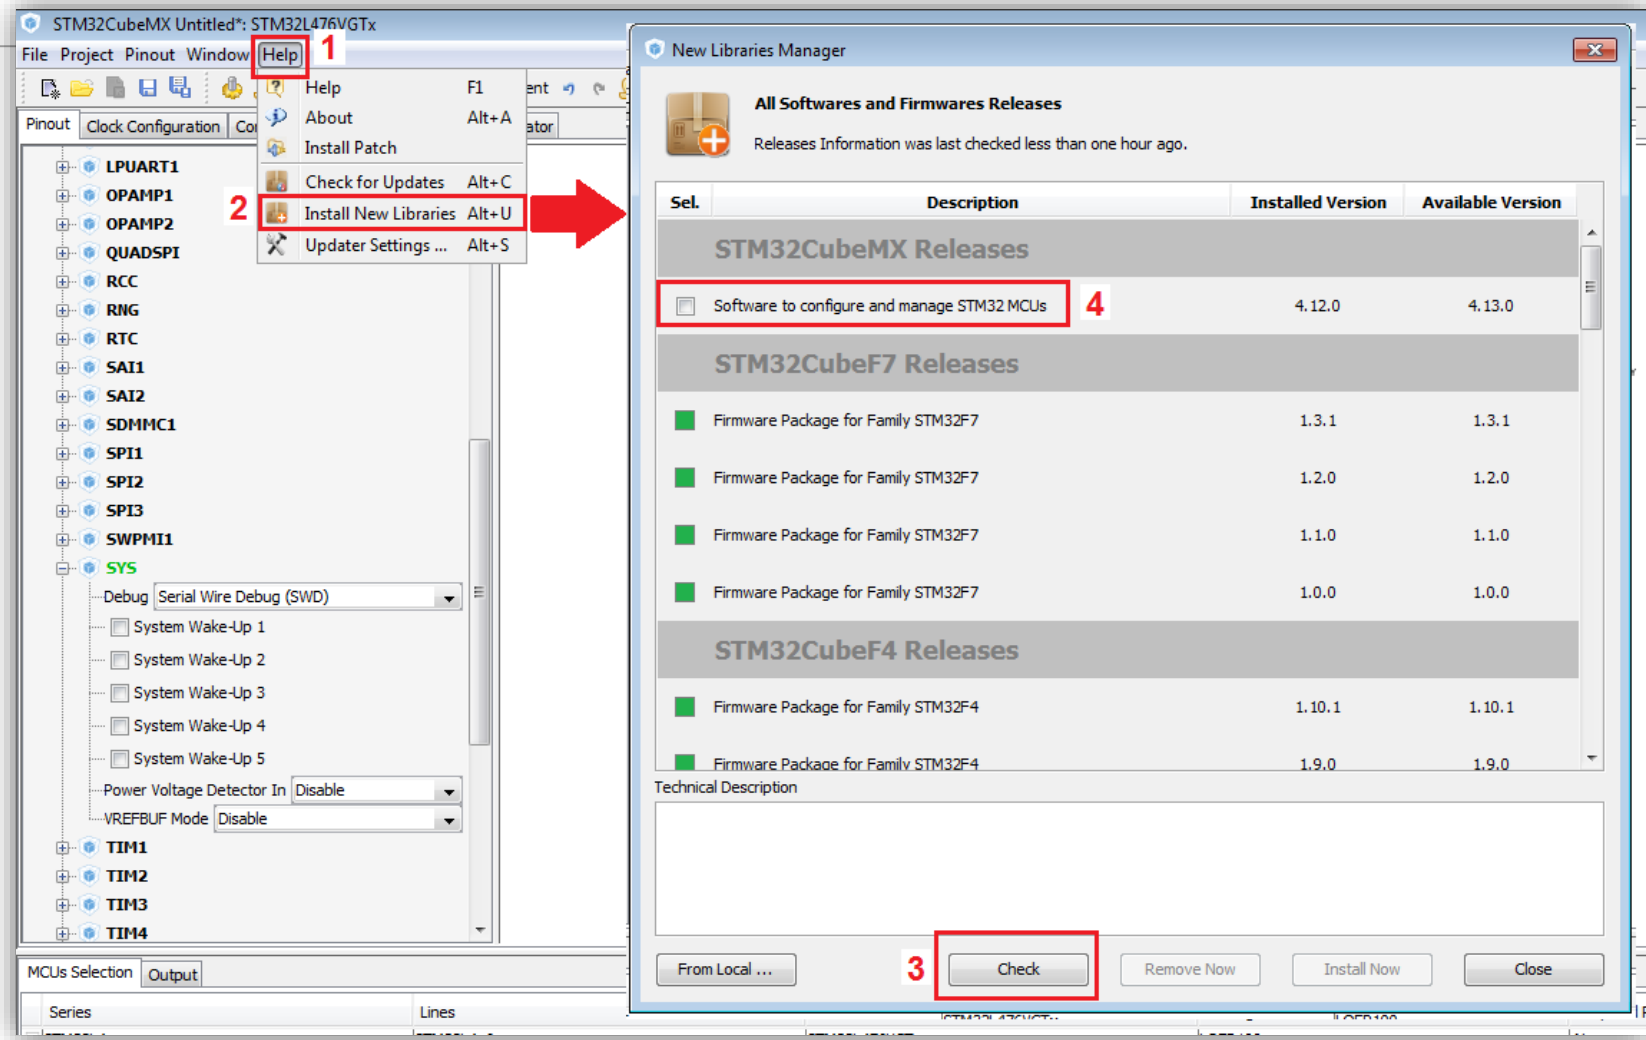 STM32CubeMX Untitled*: STM32L476VGTx
File Project Pinout Window Help
1
Help F1
About Alt+A
Install Patch
Check for Updates Alt+C
2
Install New Libraries Alt+U
Updater Settings ... Alt+S
Pinout Clock Configuration
LPUART1
OPAMP1
OPAMP2
QUADSPI
RCC
RNG
RTC
SAI1
SAI2
SDMMC1
SPI1
SPI2
SPI3
SWPMI1
SYS
Debug Serial Wire Debug (SWD)
System Wake-Up 1
System Wake-Up 2
System Wake-Up 3
System Wake-Up 4
System Wake-Up 5
Power Voltage Detector In Disable
VREFBUF Mode Disable
TIM1
TIM2
TIM3
TIM4
MCUs Selection Output
Series Lines
New Libraries Manager
All Softwares and Firmwares Releases
Releases Information was last checked less than one hour ago.
Sel. Description Installed Version Available Version
STM32CubeMX Releases
Software to configure and manage STM32 MCUs 4 4.12.0 4.13.0
STM32CubeF7 Releases
Firmware Package for Family STM32F7 1.3.1 1.3.1
Firmware Package for Family STM32F7 1.2.0 1.2.0
Firmware Package for Family STM32F7 1.1.0 1.1.0
Firmware Package for Family STM32F7 1.0.0 1.0.0
STM32CubeF4 Releases
Firmware Package for Family STM32F4 1.10.1 1.10.1
Firmware Package for Family STM32F4 1.9.0 1.9.0
Technical Description
From Local ... 3 Check Remove Now Install Now Close